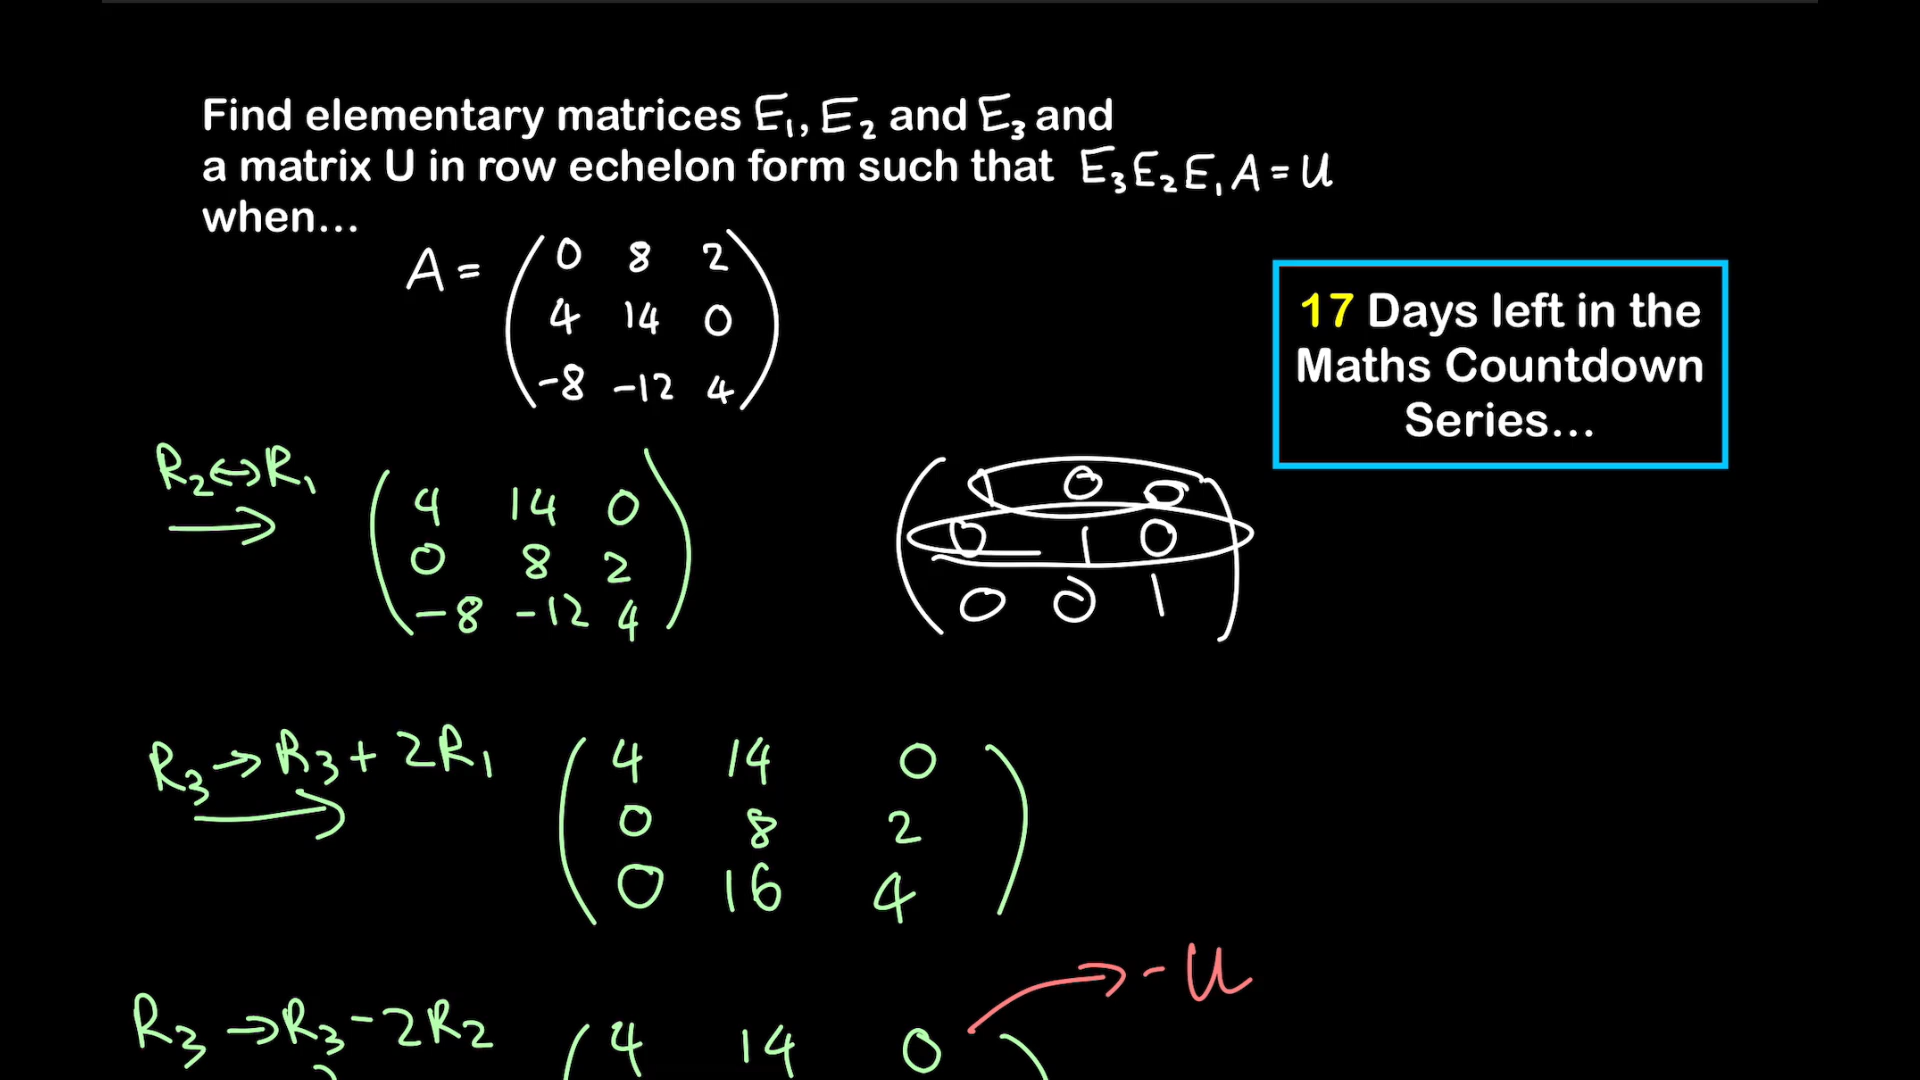 Find elementary matrices E₁, E₂ and E₃ and
a matrix U in row echelon form such that E₃E₂E₁A = U
when...
A = ( 0 8 2
4 14 0
-8 -12 4 )
17 Days left in the
Maths Countdown
Series...
R₂ ↔ R₁
→
( 4 14 0
0 8 2
-8 -12 4 )
( 1 0 0
0 1 0
0 0 1 )
R₃ → R₃ + 2R₁
→
( 4 14 0
0 8 2
0 16 4 )
→ - U
R₃ → R₃ - 2R₂
( 4 14 0 )